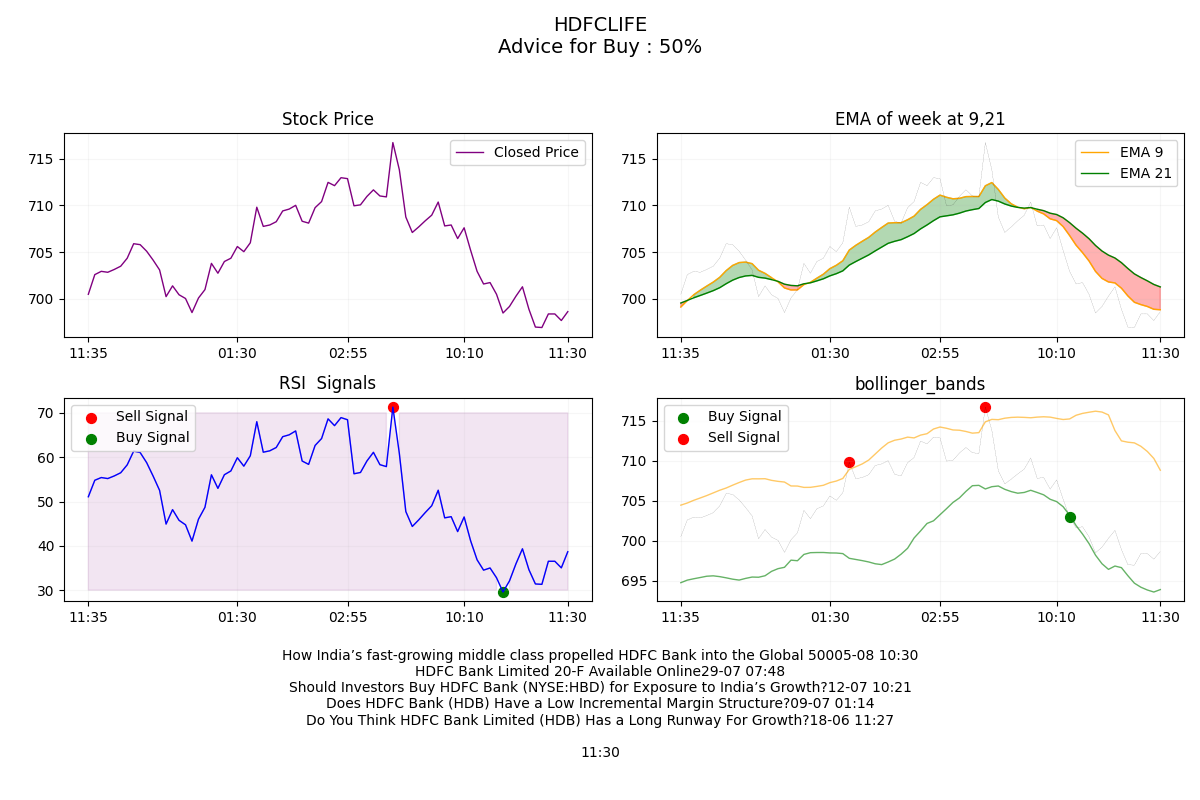 HDFCLIFE
Advice for Buy : 50%
Stock Price
Closed Price
715
710
705
700
11:35
01:30
02:55
10:10
11:30
EMA of week at 9,21
EMA 9
EMA 21
715
710
705
700
11:35
01:30
02:55
10:10
11:30
RSI  Signals
Sell Signal
Buy Signal
70
60
50
40
30
11:35
01:30
02:55
10:10
11:30
bollinger_bands
Buy Signal
Sell Signal
715
710
705
700
695
11:35
01:30
02:55
10:10
11:30
How India’s fast-growing middle class propelled HDFC Bank into the Global 50005-08 10:30
HDFC Bank Limited 20-F Available Online29-07 07:48
Should Investors Buy HDFC Bank (NYSE:HBD) for Exposure to India’s Growth?12-07 10:21
Does HDFC Bank (HDB) Have a Low Incremental Margin Structure?09-07 01:14
Do You Think HDFC Bank Limited (HDB) Has a Long Runway For Growth?18-06 11:27
11:30